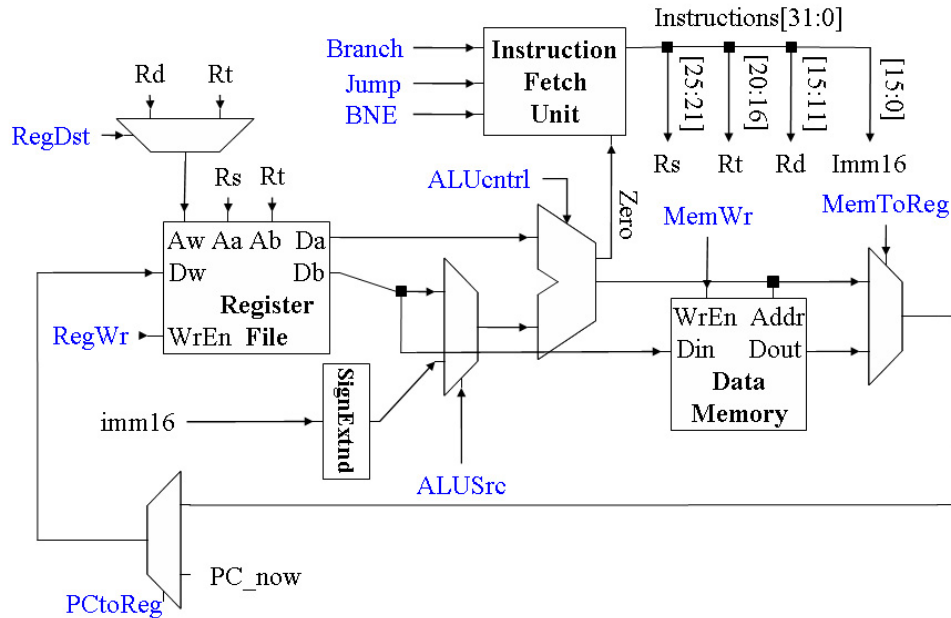 Instructions[31:0]
Branch
Jump
BNE
Instruction
Fetch
Unit
[25:21]
[20:16]
[15:11]
[15:0]
Rs
Rt
Rd
Imm16
Rd
Rt
RegDst
Rs
Rt
ALUcntrl
Zero
MemWr
MemToReg
Aw Aa Ab Da
Dw Db
Register
WrEn File
RegWr
WrEn Addr
Din Dout
Data
Memory
SignExtnd
imm16
ALUSrc
PC_now
PCtoReg